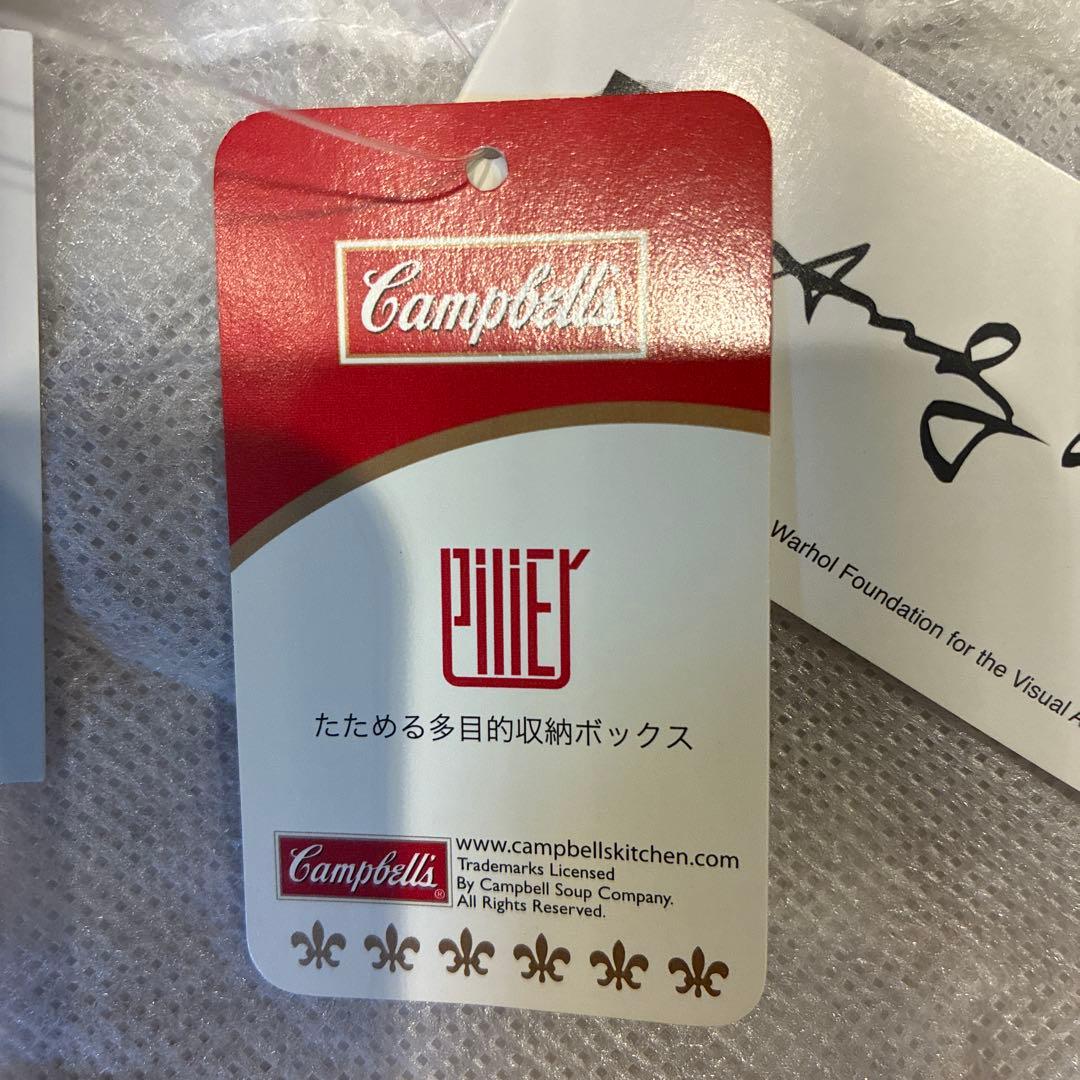 Campbell's
PiliEr
たためる多目的収納ボックス
Campbell's®
www.campbellskitchen.com
Trademarks Licensed
By Campbell Soup Company.
All Rights Reserved.
Andy
Warhol Foundation for the Visual